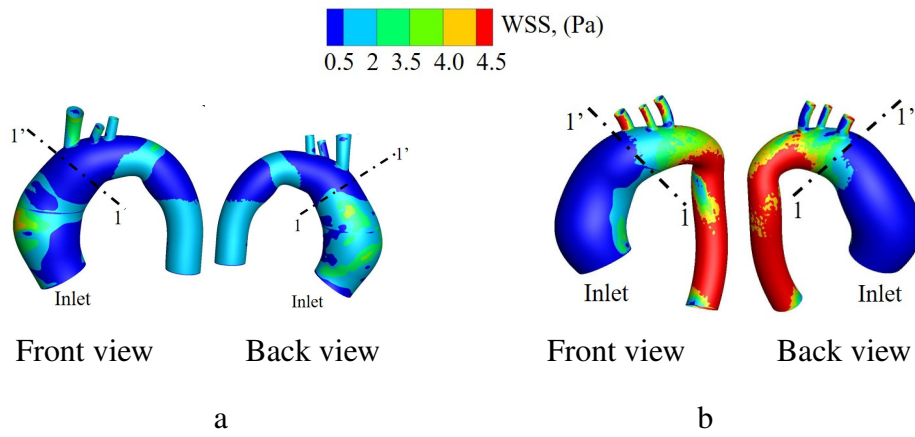 WSS, (Pa)
0.5 2 3.5 4.0 4.5
1'
1'
1'
1'
1
1
1
1
Inlet
Inlet
Inlet
Inlet
Front view
Back view
Front view
Back view
a
b